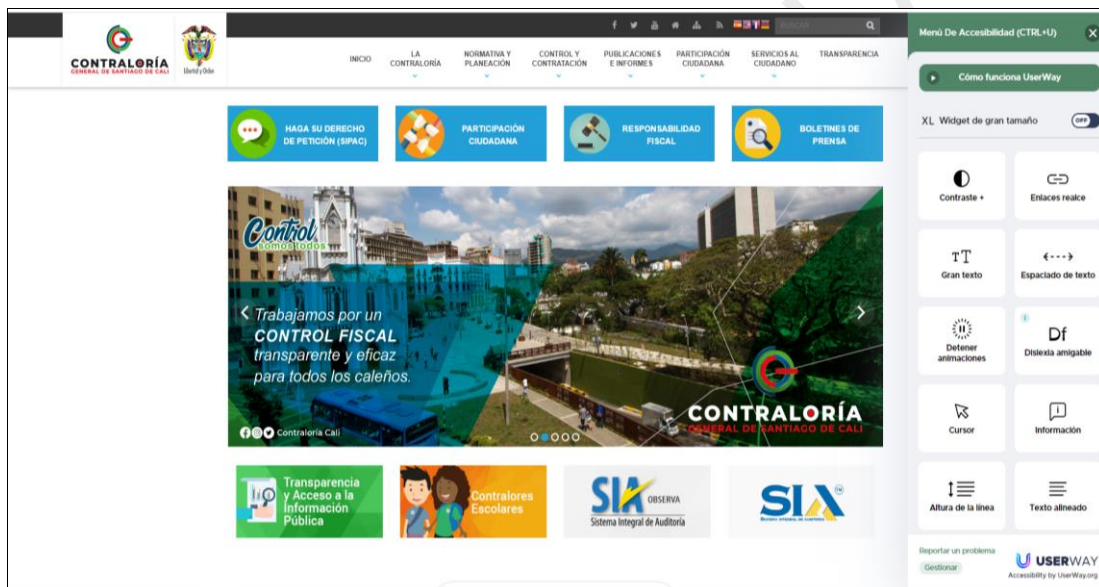 CONTRALORÍA
GENERAL DE SANTIAGO DE CALI
Libertad y Orden
BUSCAR
INICIO
LA CONTRALORÍA
NORMATIVA Y PLANEACIÓN
CONTROL Y CONTRATACIÓN
PUBLICACIONES E INFORMES
PARTICIPACIÓN CIUDADANA
SERVICIOS AL CIUDADANO
TRANSPARENCIA
HAGA SU DERECHO
DE PETICIÓN (SIPAC)
PARTICIPACIÓN
CIUDADANA
RESPONSABILIDAD
FISCAL
BOLETINES DE
PRENSA
Control
somos todos
Trabajamos por un
CONTROL FISCAL
transparente y eficaz
para todos los caleños.
Contraloría Cali
CONTRALORÍA
GENERAL DE SANTIAGO DE CALI
Transparencia
y Acceso a la
Información
Pública
Contralores
Escolares
SIA OBSERVA
Sistema Integral de Auditoría
SIA
Menú De Accesibilidad (CTRL+U)
Cómo funciona UserWay
XL Widget de gran tamaño
OFF
Contraste +
Enlaces realce
Gran texto
Espaciado de texto
Detener
animaciones
Df
Dislexia amigable
Cursor
Información
Altura de la línea
Texto alineado
Reportar un problema
Gestionar
USERWAY
Accessibility by UserWay.org